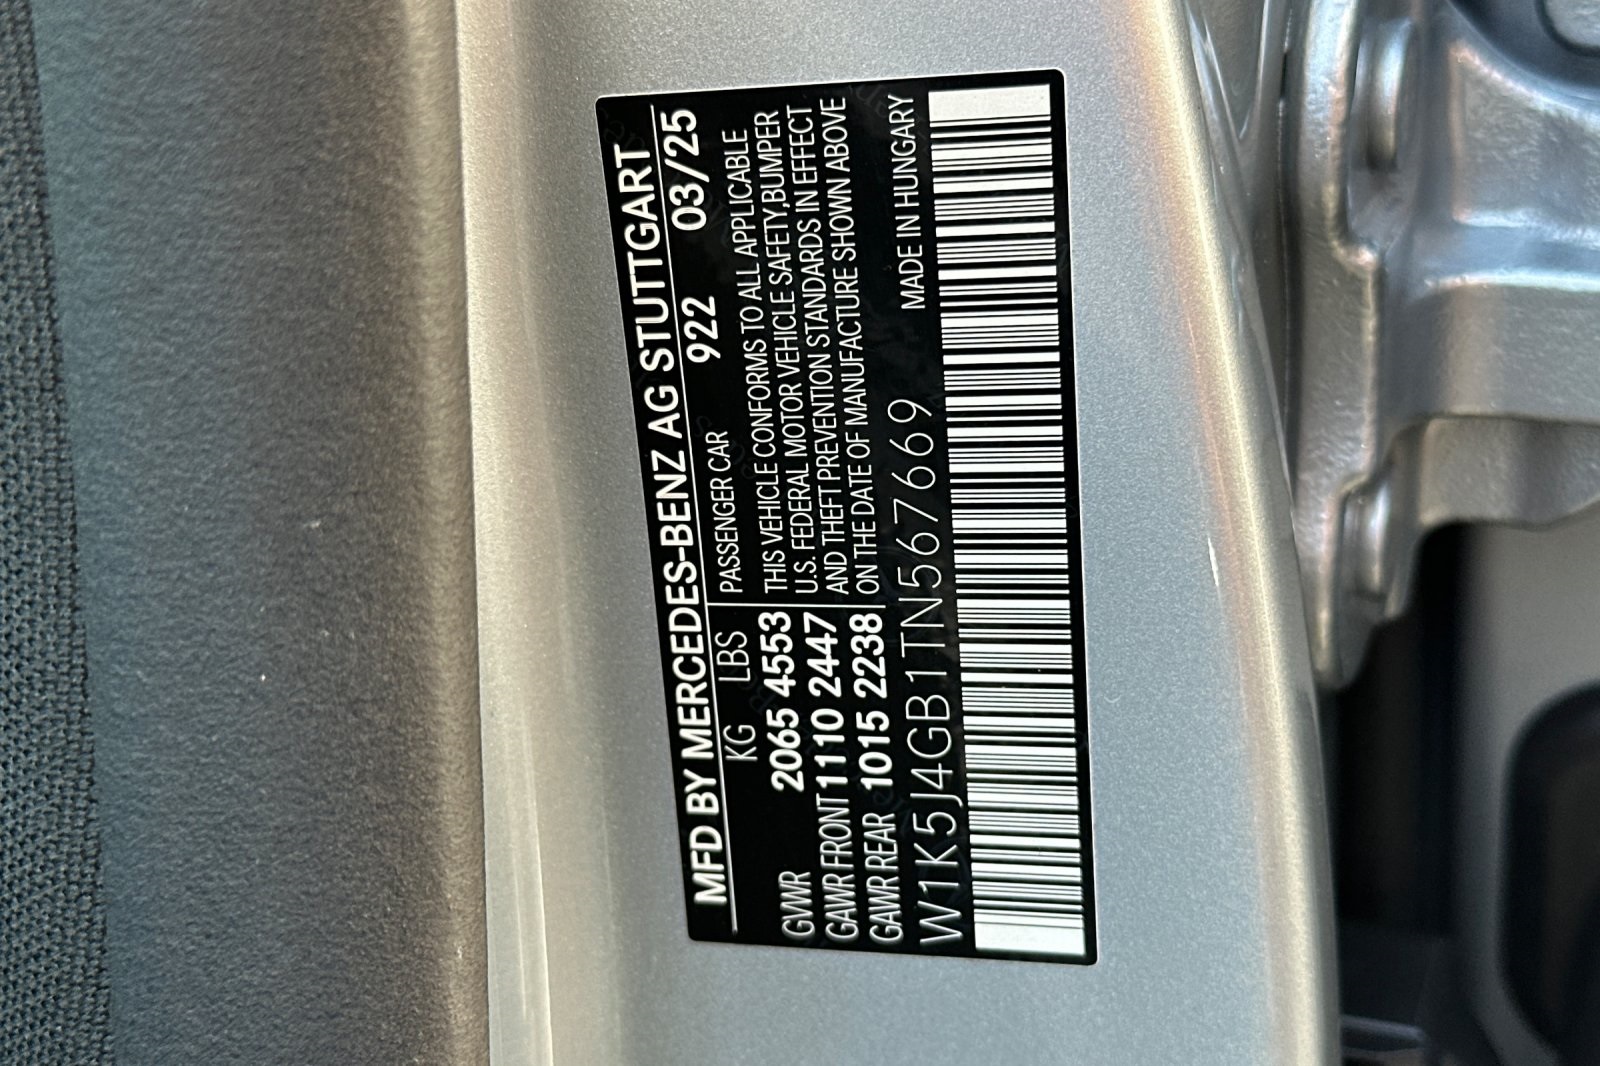 MFD BY MERCEDES-BENZ AG STUTTGART
KG LBS PASSENGER CAR 922 03/25
GVWR 2065 4553 THIS VEHICLE CONFORMS TO ALL APPLICABLE
U.S. FEDERAL MOTOR VEHICLE SAFETY,BUMPER
GAWR FRONT 1110 2447 AND THEFT PREVENTION STANDARDS IN EFFECT
GAWR REAR 1015 2238 ON THE DATE OF MANUFACTURE SHOWN ABOVE
W1K5J4GB1TN567669 MADE IN HUNGARY